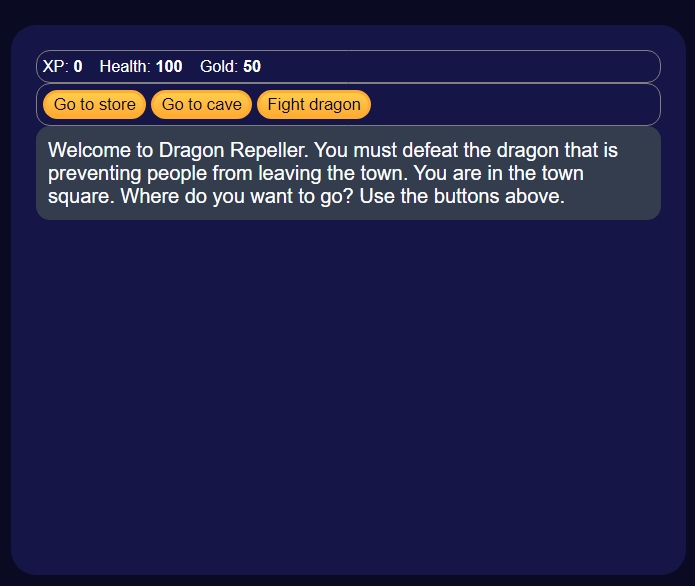 XP: 0 Health: 100 Gold: 50
Go to store Go to cave Fight dragon
Welcome to Dragon Repeller. You must defeat the dragon that is
preventing people from leaving the town. You are in the town
square. Where do you want to go? Use the buttons above.